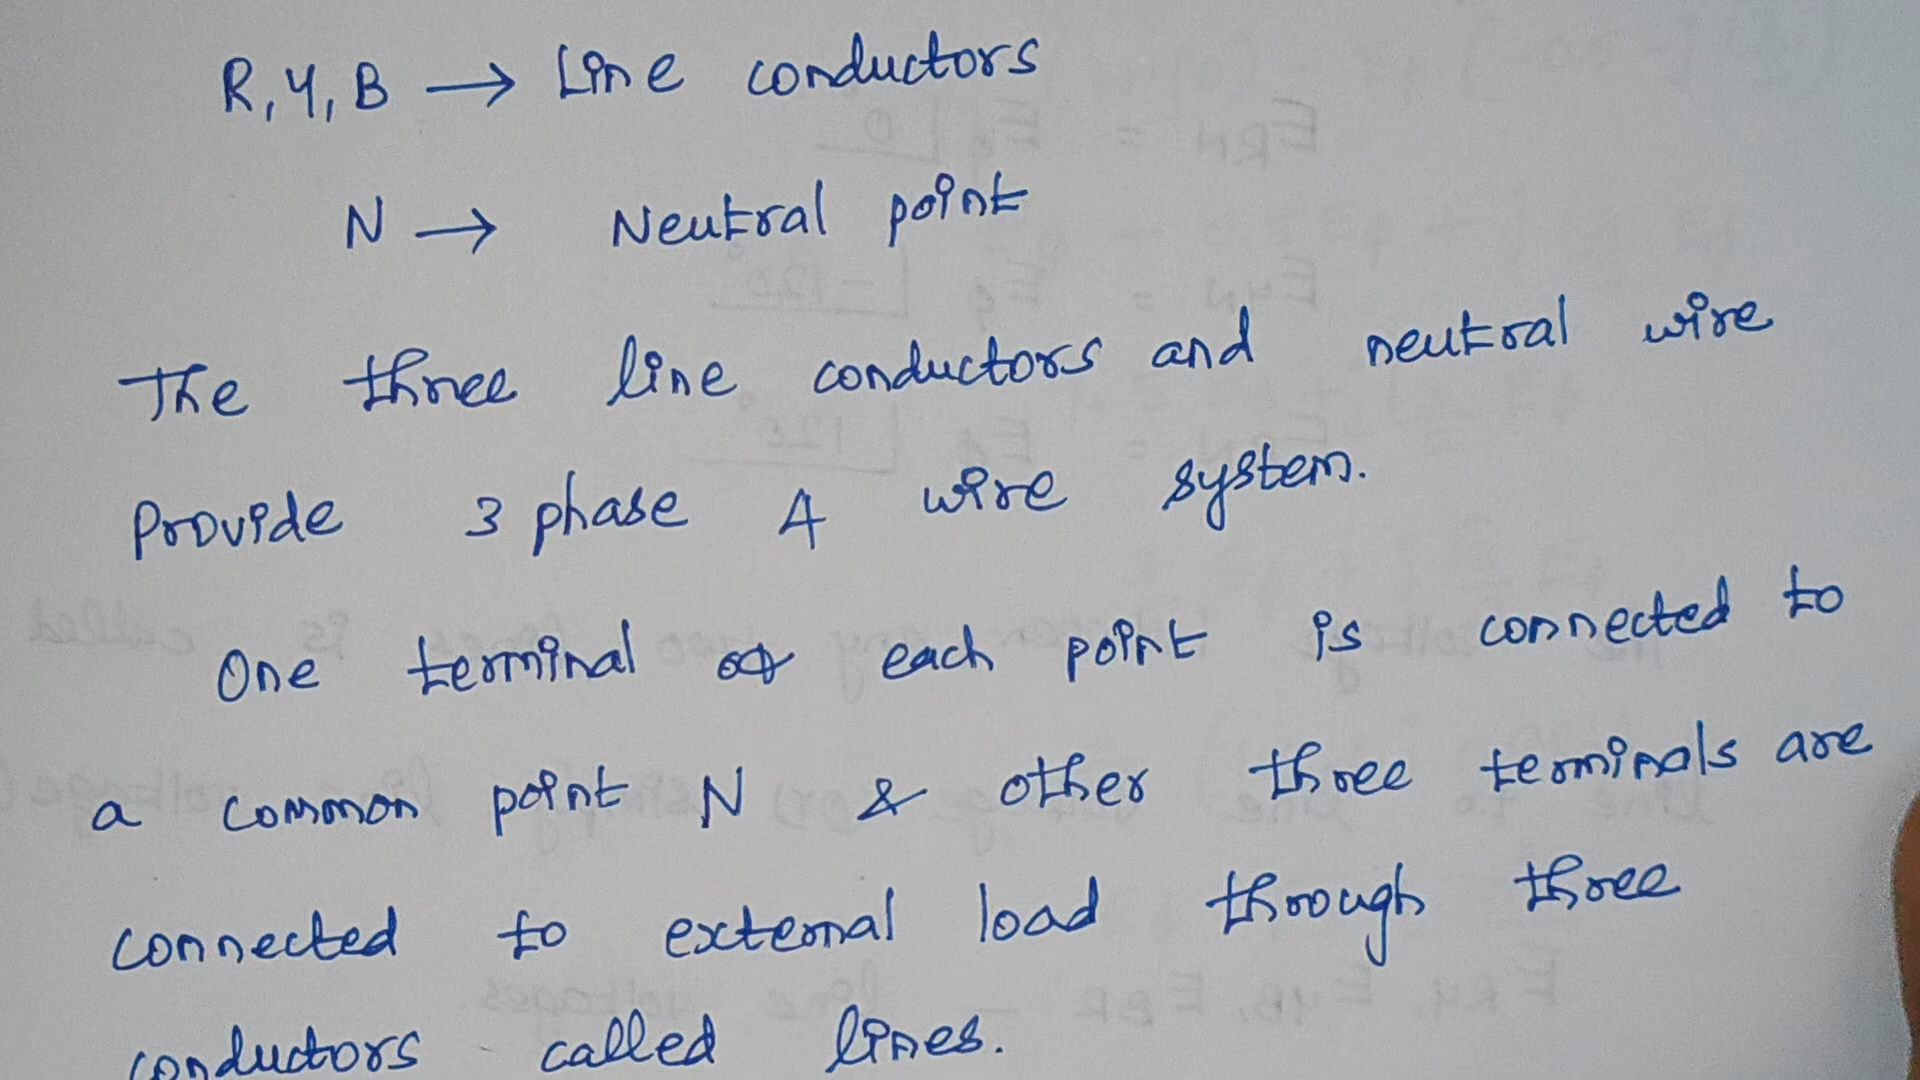 R, Y, B → Line conductors
N → Neutral point
The three line conductors and neutral wire
Provide 3 phase 4 wire system.
One terminal of each point is connected to
a common point N & other three terminals are
connected to external load through three
conductors called lines.